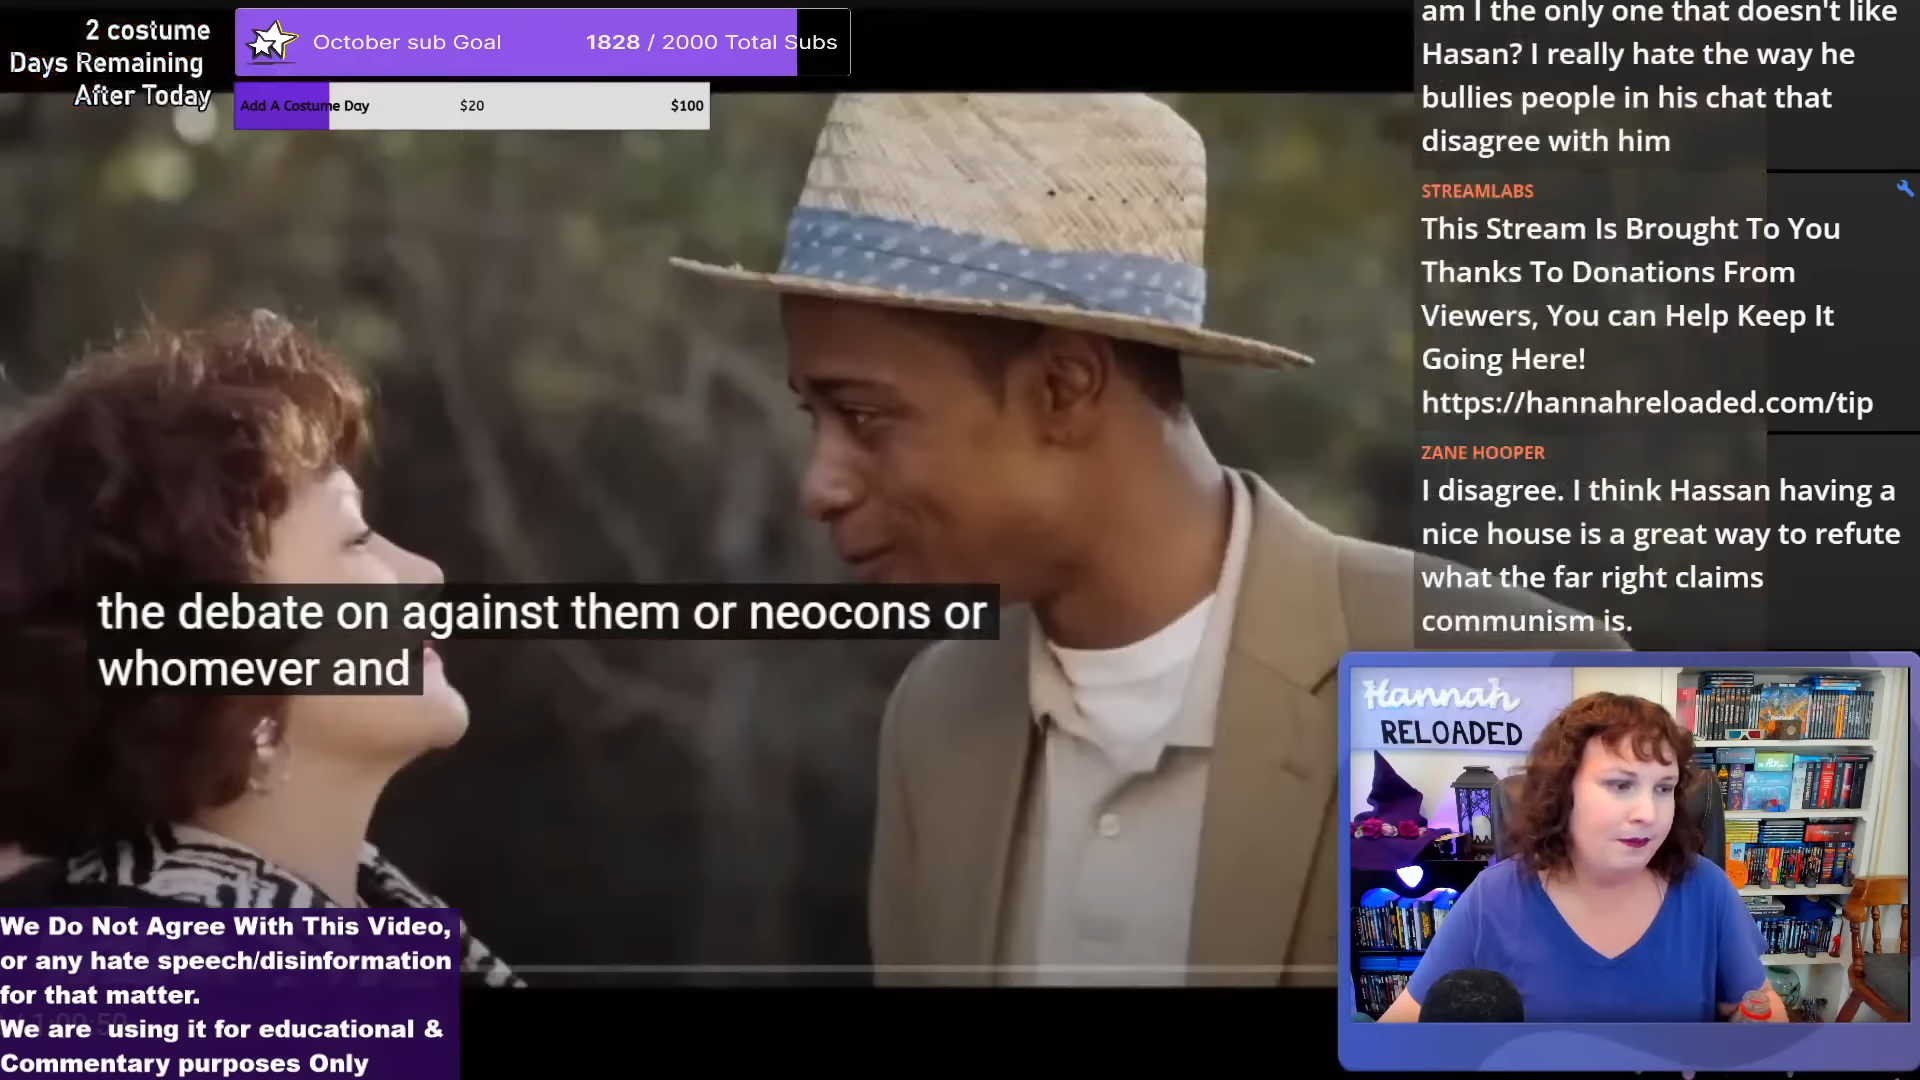 2 costume
Days Remaining
After Today
October sub Goal
1828 / 2000 Total Subs
Add A Costume Day
$20
$100
am I the only one that doesn't like
Hasan? I really hate the way he
bullies people in his chat that
disagree with him
STREAMLABS
This Stream Is Brought To You
Thanks To Donations From
Viewers, You can Help Keep It
Going Here!
https://hannahreloaded.com/tip
ZANE HOOPER
I disagree. I think Hassan having a
nice house is a great way to refute
what the far right claims
communism is.
the debate on against them or neocons or
whomever and
Hannah
RELOADED
We Do Not Agree With This Video,
or any hate speech/disinformation
for that matter.
We are using it for educational &
Commentary purposes Only